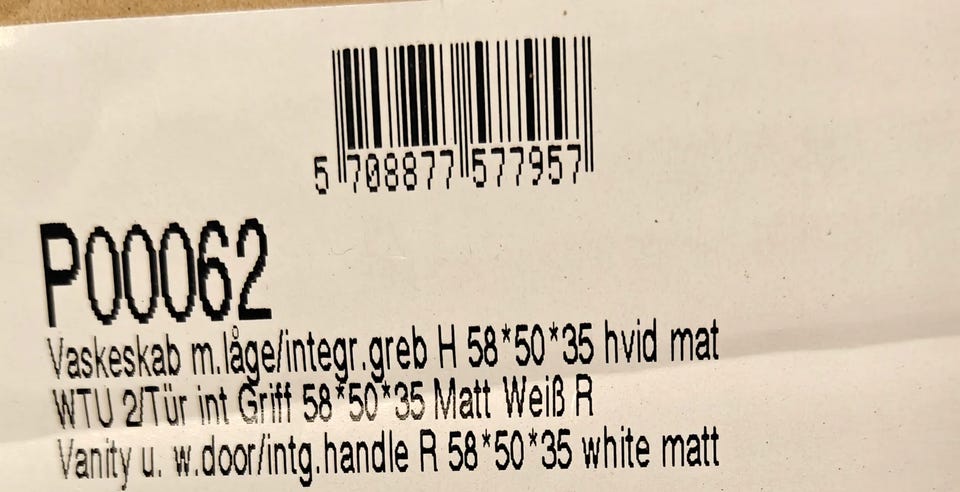 5 708877 577957
P00062
Vaskeskab m.låge/integr.greb H 58*50*35 hvid mat
WTU 2/Tür int Griff 58*50*35 Matt Weiß R
Vanity u. w.door/intg.handle R 58*50*35 white matt